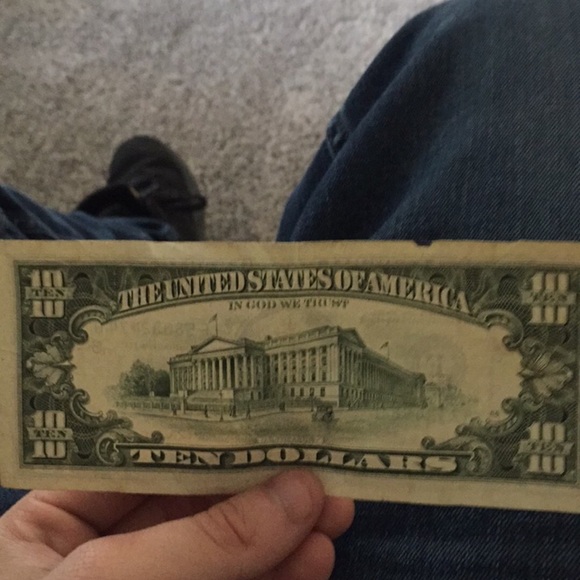 10 TEN 10
THE UNITED STATES OF AMERICA
10 TEN 10
IN GOD WE TRUST
10 TEN 10
TEN DOLLARS
10 TEN 10